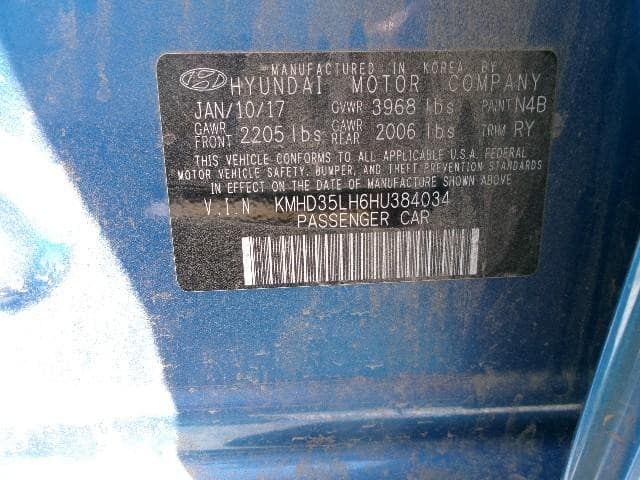 MANUFACTURED IN KOREA BY
HYUNDAI MOTOR COMPANY
JAN/10/17 GVWR 3968 lbs PAINT N4B
GAWR FRONT 2205 lbs GAWR REAR 2006 lbs TRIM RY
THIS VEHICLE CONFORMS TO ALL APPLICABLE U.S.A. FEDERAL
MOTOR VEHICLE SAFETY, BUMPER, AND THEFT PREVENTION STANDARDS
IN EFFECT ON THE DATE OF MANUFACTURE SHOWN ABOVE.
V.I.N KMHD35LH6HU384034
PASSENGER CAR